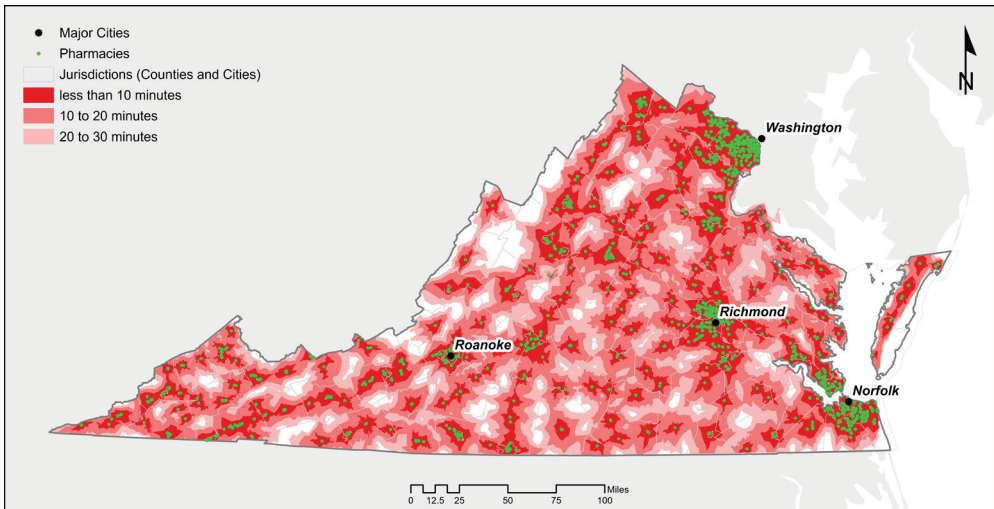 Major Cities
Pharmacies
Jurisdictions (Counties and Cities)
less than 10 minutes
10 to 20 minutes
20 to 30 minutes
N
Washington
Richmond
Roanoke
Norfolk
Miles
0 12.5 25 50 75 100